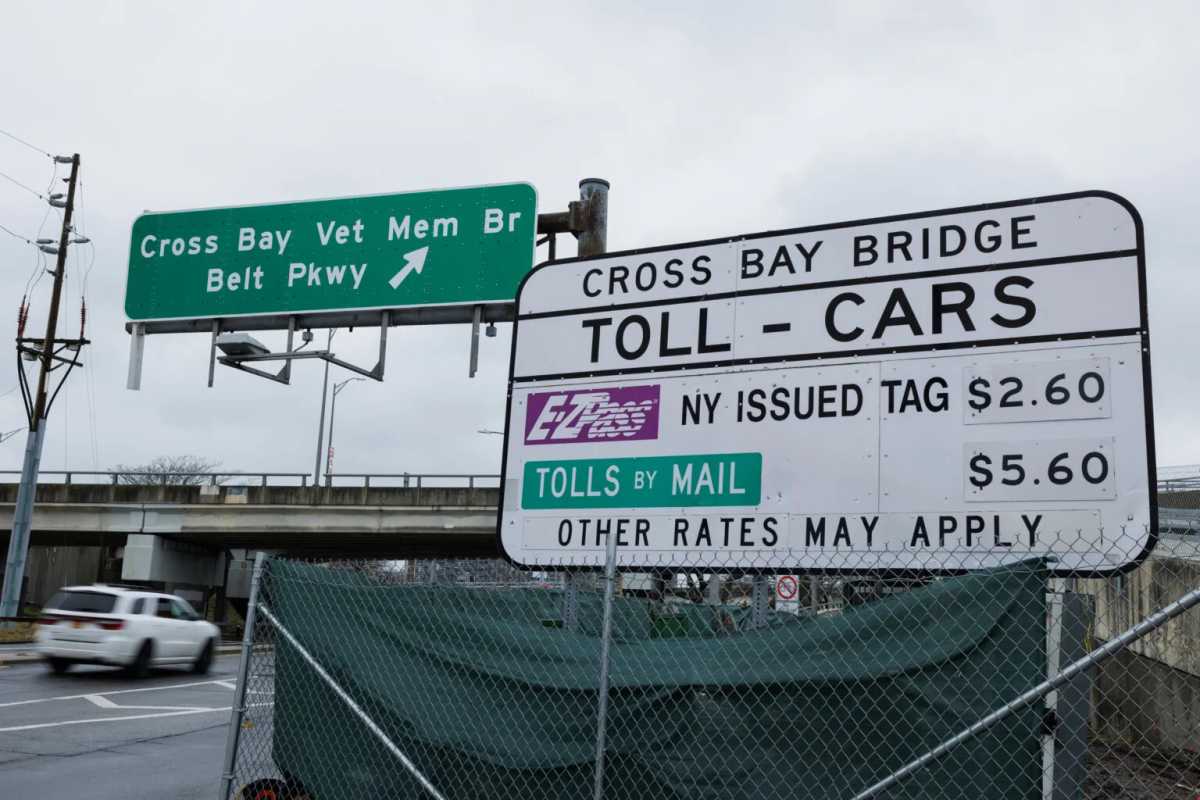 Cross Bay Vet Mem Br
Belt Pkwy
CROSS BAY BRIDGE
TOLL - CARS
E-ZPass NY ISSUED TAG $2.60
TOLLS BY MAIL $5.60
OTHER RATES MAY APPLY